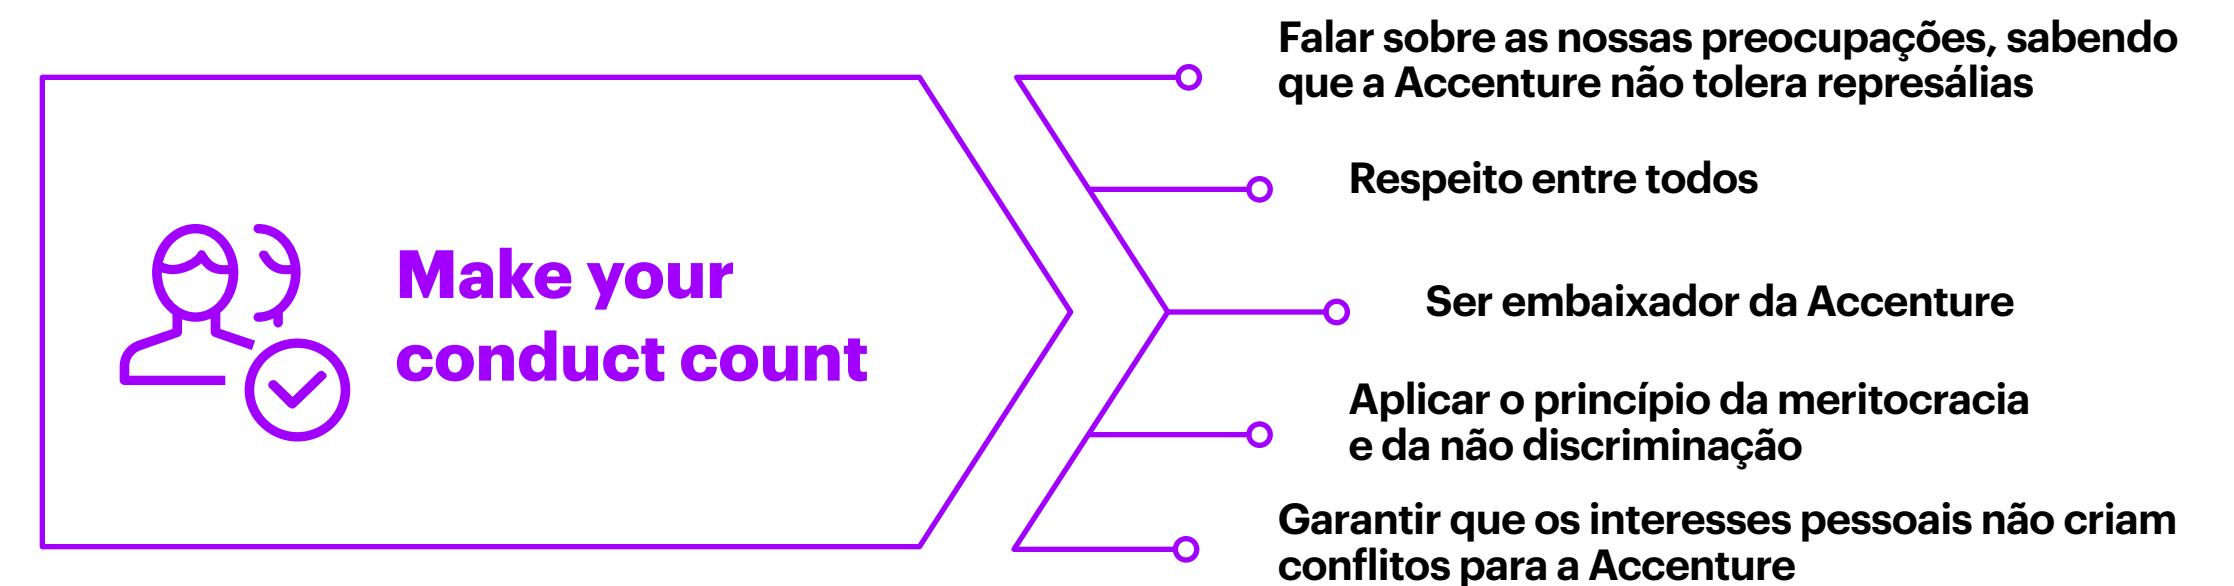 Falar sobre as nossas preocupações, sabendo
que a Accenture não tolera represálias
Respeito entre todos
Make your
conduct count
Ser embaixador da Accenture
Aplicar o princípio da meritocracia
e da não discriminação
Garantir que os interesses pessoais não criam
conflitos para a Accenture